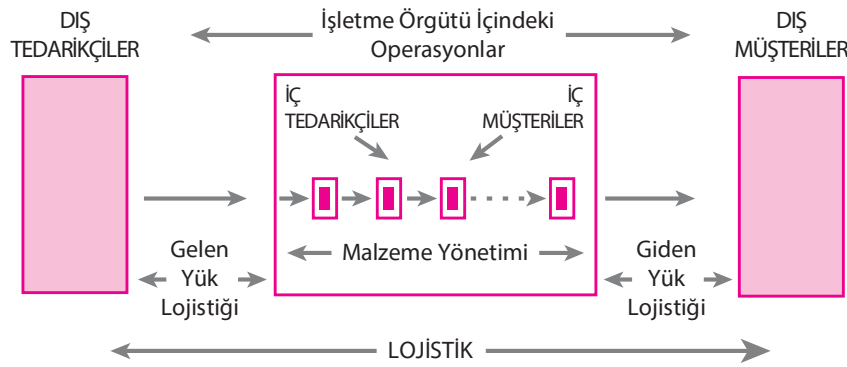 DIŞ
TEDARİKÇİLER
İşletme Örgütü İçindeki
Operasyonlar
DIŞ
MÜŞTERİLER
İÇ
TEDARİKÇİLER
İÇ
MÜŞTERİLER
Gelen
Yük
Lojistiği
Malzeme Yönetimi
Giden
Yük
Lojistiği
LOJİSTİK